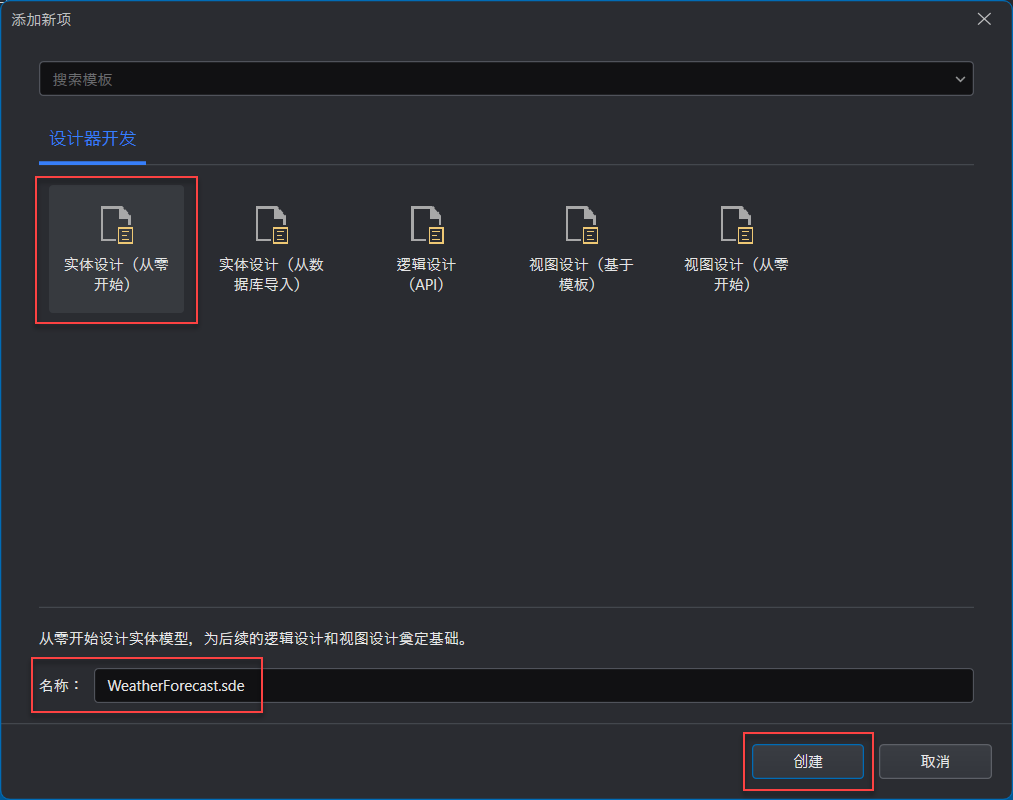 添加新项
搜索模板
设计器开发
实体设计（从零
开始）
实体设计（从数
据库导入）
逻辑设计
（API）
视图设计（基于
模板）
视图设计（从零
开始）
从零开始设计实体模型，为后续的逻辑设计和视图设计奠定基础。
名称： WeatherForecast.sde
创建 取消